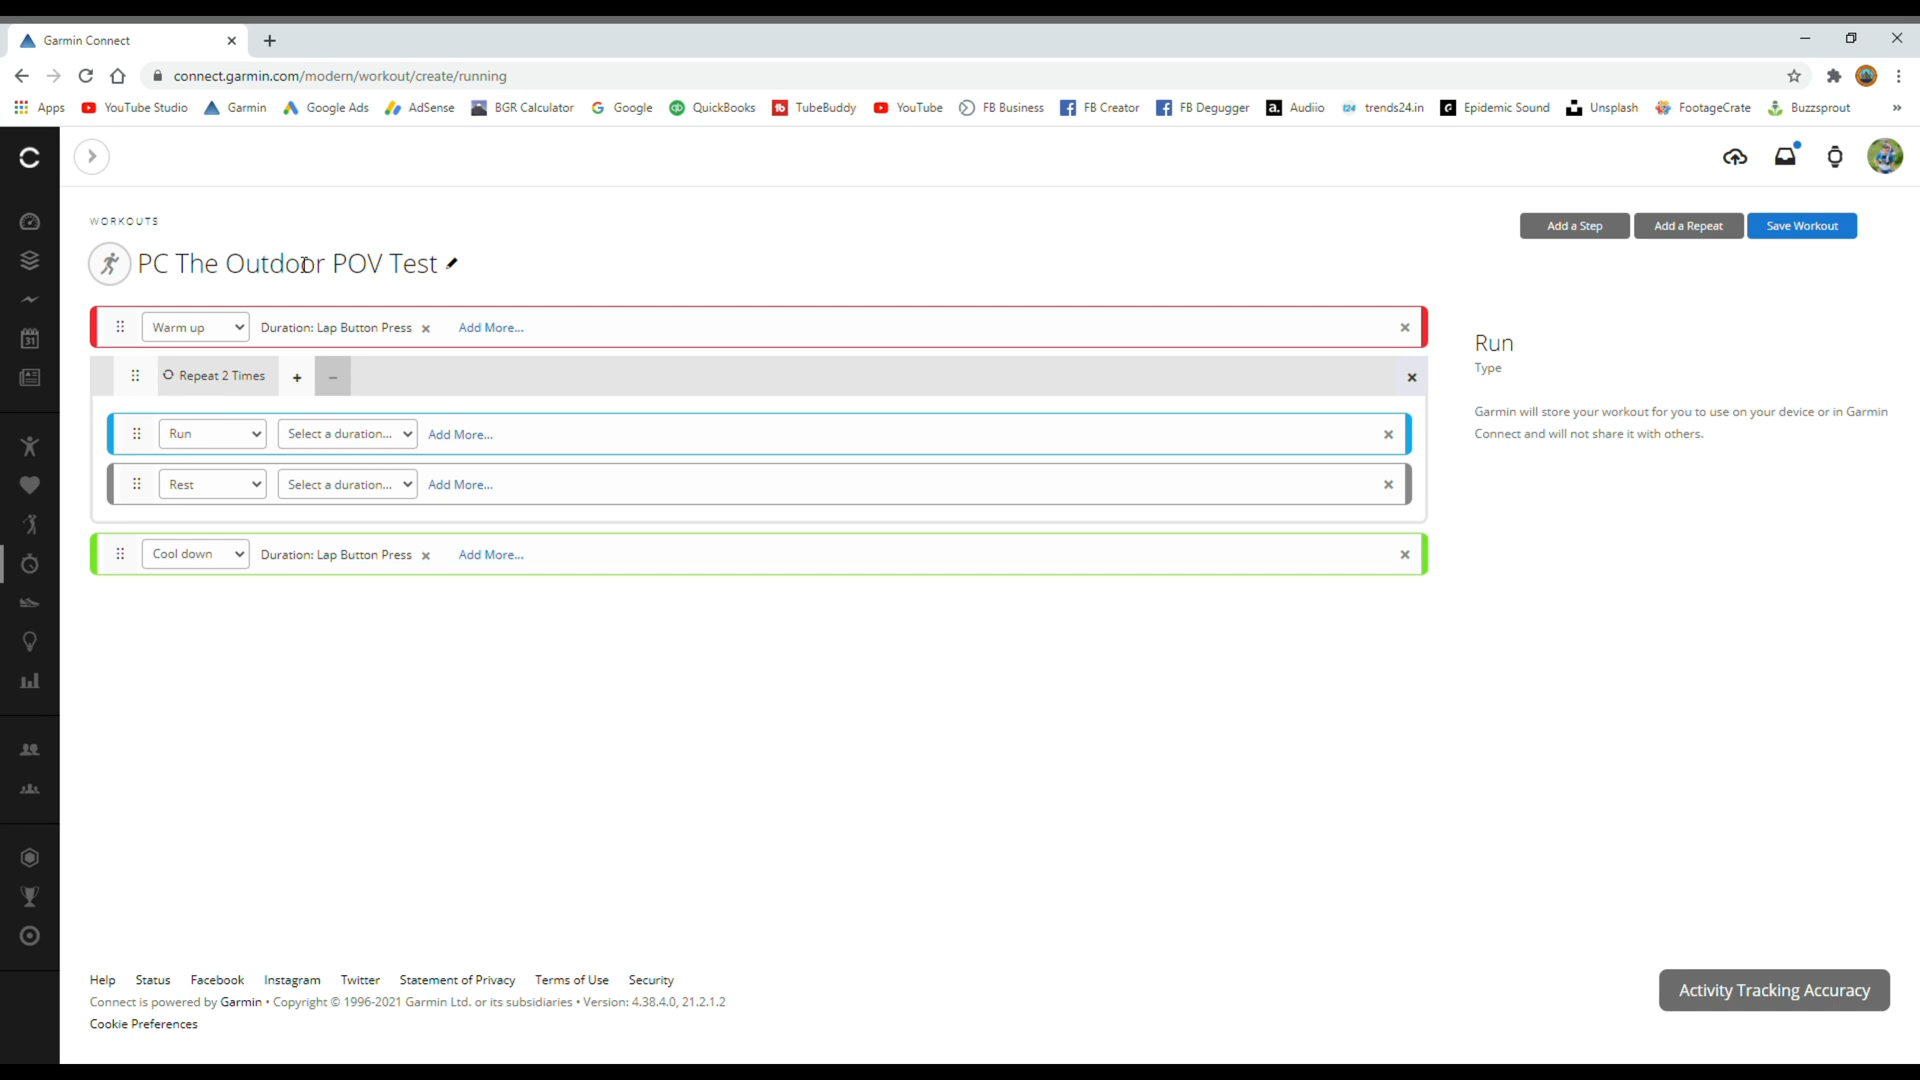 Garmin Connect
connect.garmin.com/modern/workout/create/running
Apps YouTube Studio Garmin Google Ads AdSense BGR Calculator Google QuickBooks TubeBuddy YouTube FB Business FB Creator FB Degugger Audiio trends24.in Epidemic Sound Unsplash FootageCrate Buzzsprout »
WORKOUTS
Add a Step Add a Repeat Save Workout
PC The Outdoor POV Test
Warm up Duration: Lap Button Press × Add More...
Repeat 2 Times + –
Run Select a duration... Add More...
Rest Select a duration... Add More...
Cool down Duration: Lap Button Press × Add More...
Run
Type
Garmin will store your workout for you to use on your device or in Garmin
Connect and will not share it with others.
Help Status Facebook Instagram Twitter Statement of Privacy Terms of Use Security
Connect is powered by Garmin • Copyright © 1996-2021 Garmin Ltd. or its subsidiaries • Version: 4.38.4.0, 21.2.1.2
Cookie Preferences
Activity Tracking Accuracy